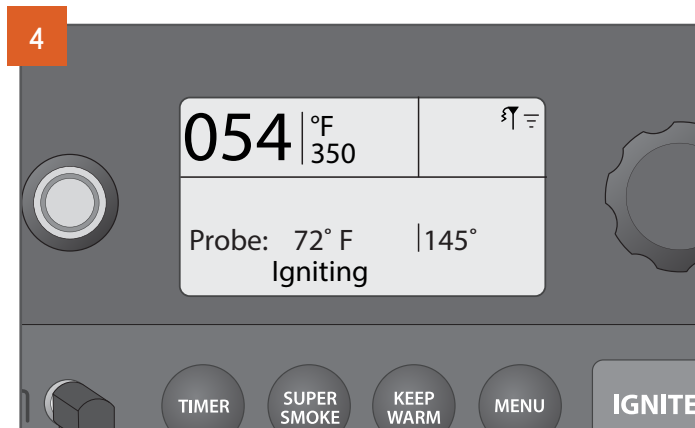 4
054 °F
350
Probe: 72° F 145°
Igniting
TIMER
SUPER
SMOKE
KEEP
WARM
MENU
IGNITE